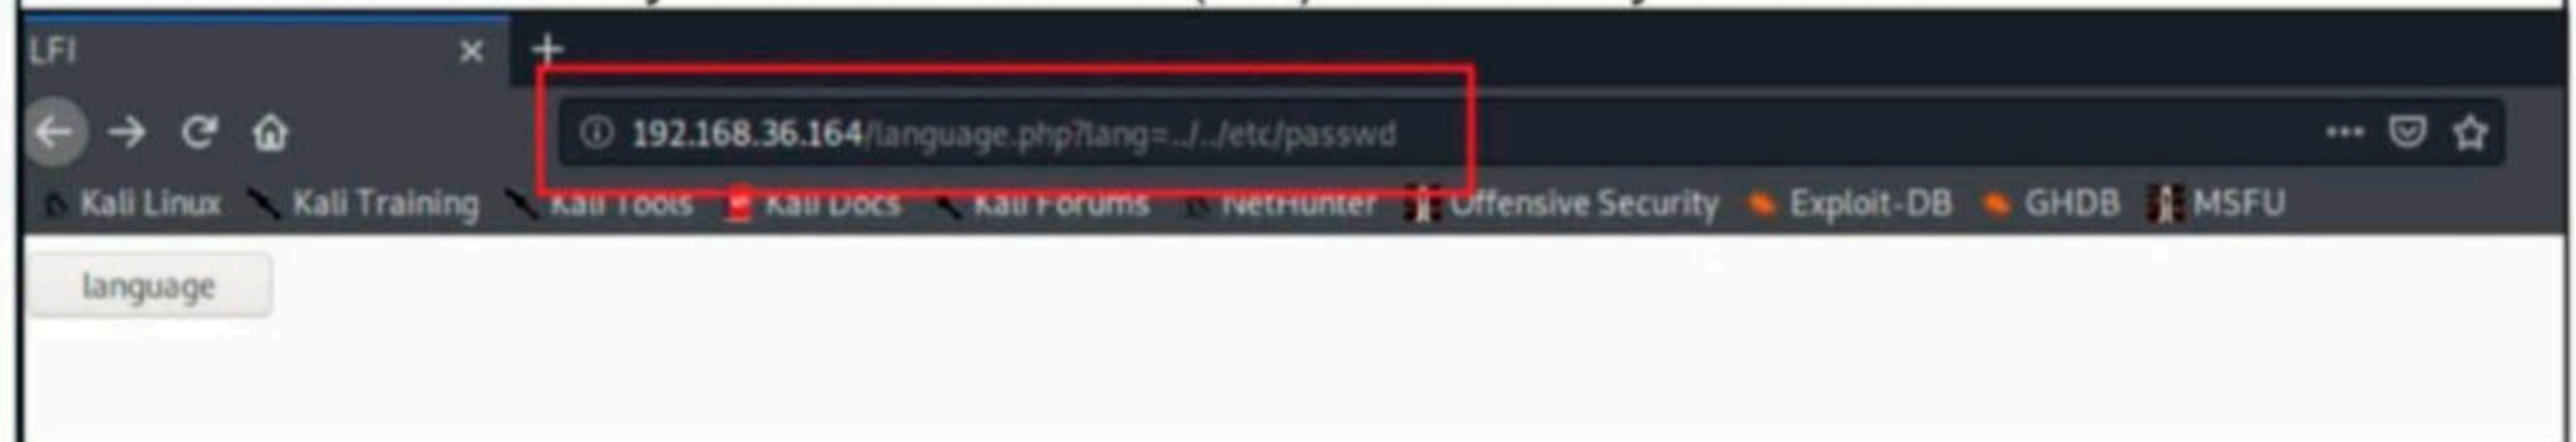 LFI
192.168.36.164/language.php?lang=../../etc/passwd
Kali Linux Kali Training Kali Tools Kali Docs Kali Forums NetHunter Offensive Security Exploit-DB GHDB MSFU
language